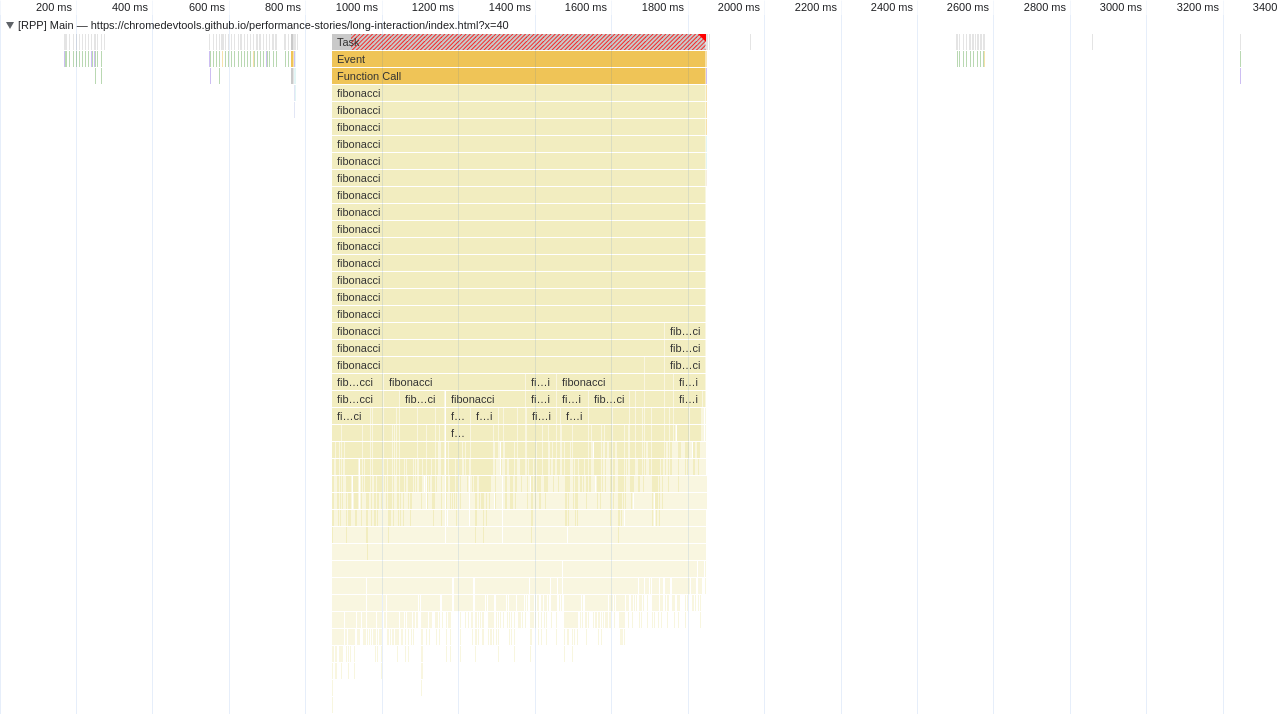 200 ms 400 ms 600 ms 800 ms 1000 ms 1200 ms 1400 ms 1600 ms 1800 ms 2000 ms 2200 ms 2400 ms 2600 ms 2800 ms 3000 ms 3200 ms 3400
[RPP] Main — https://chromedevtools.github.io/performance-stories/long-interaction/index.html?x=40
Task
Event
Function Call
fibonacci
fibonacci
fibonacci
fibonacci
fibonacci
fibonacci
fibonacci
fibonacci
fibonacci
fibonacci
fibonacci
fibonacci
fibonacci
fibonacci
fibonacci fib…ci
fibonacci fib…ci
fibonacci fib…ci
fib…cci fibonacci fi…i fibonacci fi…i
fib…cci fib…ci fibonacci fi…i fi…i fib…ci fi…i
fi…ci f… f…i fi…i f…i
f…